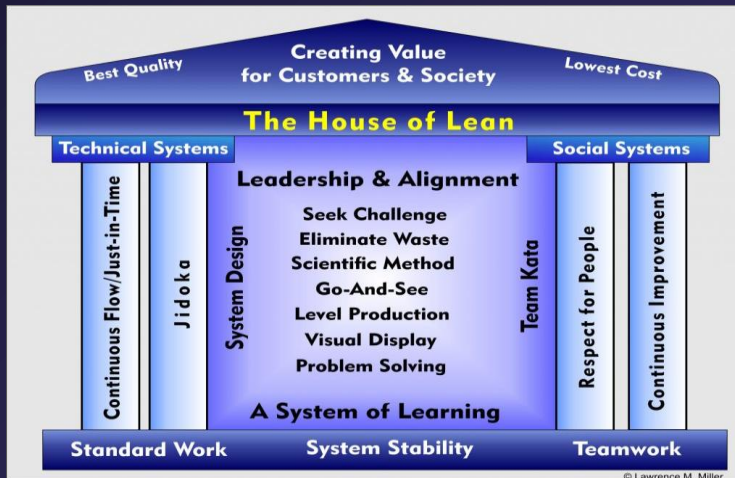 Creating Value
for Customers & Society
Best Quality
Lowest Cost
The House of Lean
Technical Systems
Social Systems
Continuous Flow/Just-in-Time
Jidoka
System Design
Leadership & Alignment
Seek Challenge
Eliminate Waste
Scientific Method
Go-And-See
Level Production
Visual Display
Problem Solving
A System of Learning
Team Kata
Respect for People
Continuous Improvement
Standard Work
System Stability
Teamwork
© Lawrence M. Miller